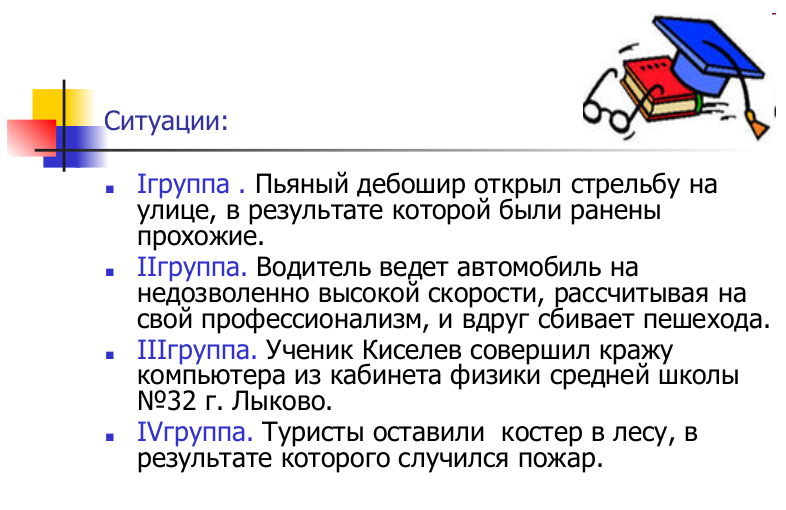 Ситуации:
Iгруппа . Пьяный дебошир открыл стрельбу на
улице, в результате которой были ранены
прохожие.
IIгруппа. Водитель ведет автомобиль на
недозволенно высокой скорости, рассчитывая на
свой профессионализм, и вдруг сбивает пешехода.
IIIгруппа. Ученик Киселев совершил кражу
компьютера из кабинета физики средней школы
№32 г. Лыково.
IVгруппа. Туристы оставили  костер в лесу, в
результате которого случился пожар.